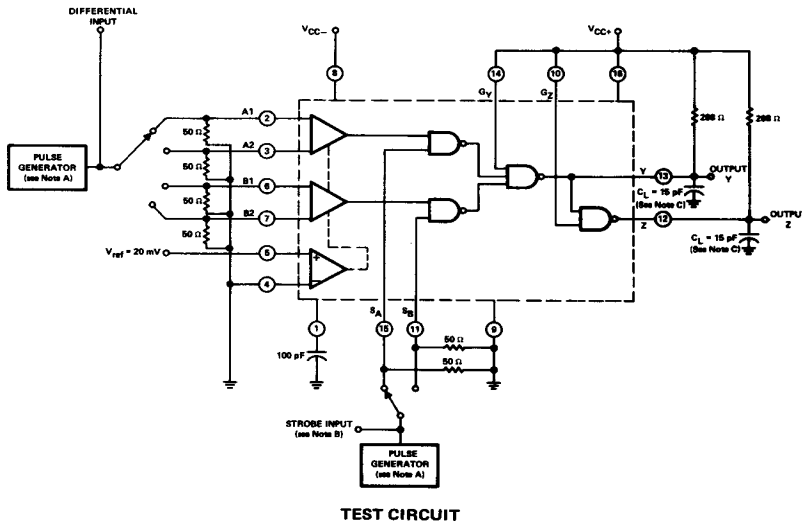 DIFFERENTIAL
INPUT
VCC−
VCC+
8
14
10
16
GY
GZ
A1
2
50 Ω
A2
3
50 Ω
B1
6
50 Ω
B2
7
50 Ω
PULSE
GENERATOR
(see Note A)
Vref = 20 mV
5
+
−
4
Y
13
OUTPUT
Y
CL = 15 pF
(See Note C)
Z
12
OUTPUT
Z
CL = 15 pF
(See Note C)
288 Ω
288 Ω
SA
SB
1
15
11
9
100 pF
50 Ω
50 Ω
STROBE INPUT
(see Note B)
PULSE
GENERATOR
(see Note A)
TEST CIRCUIT